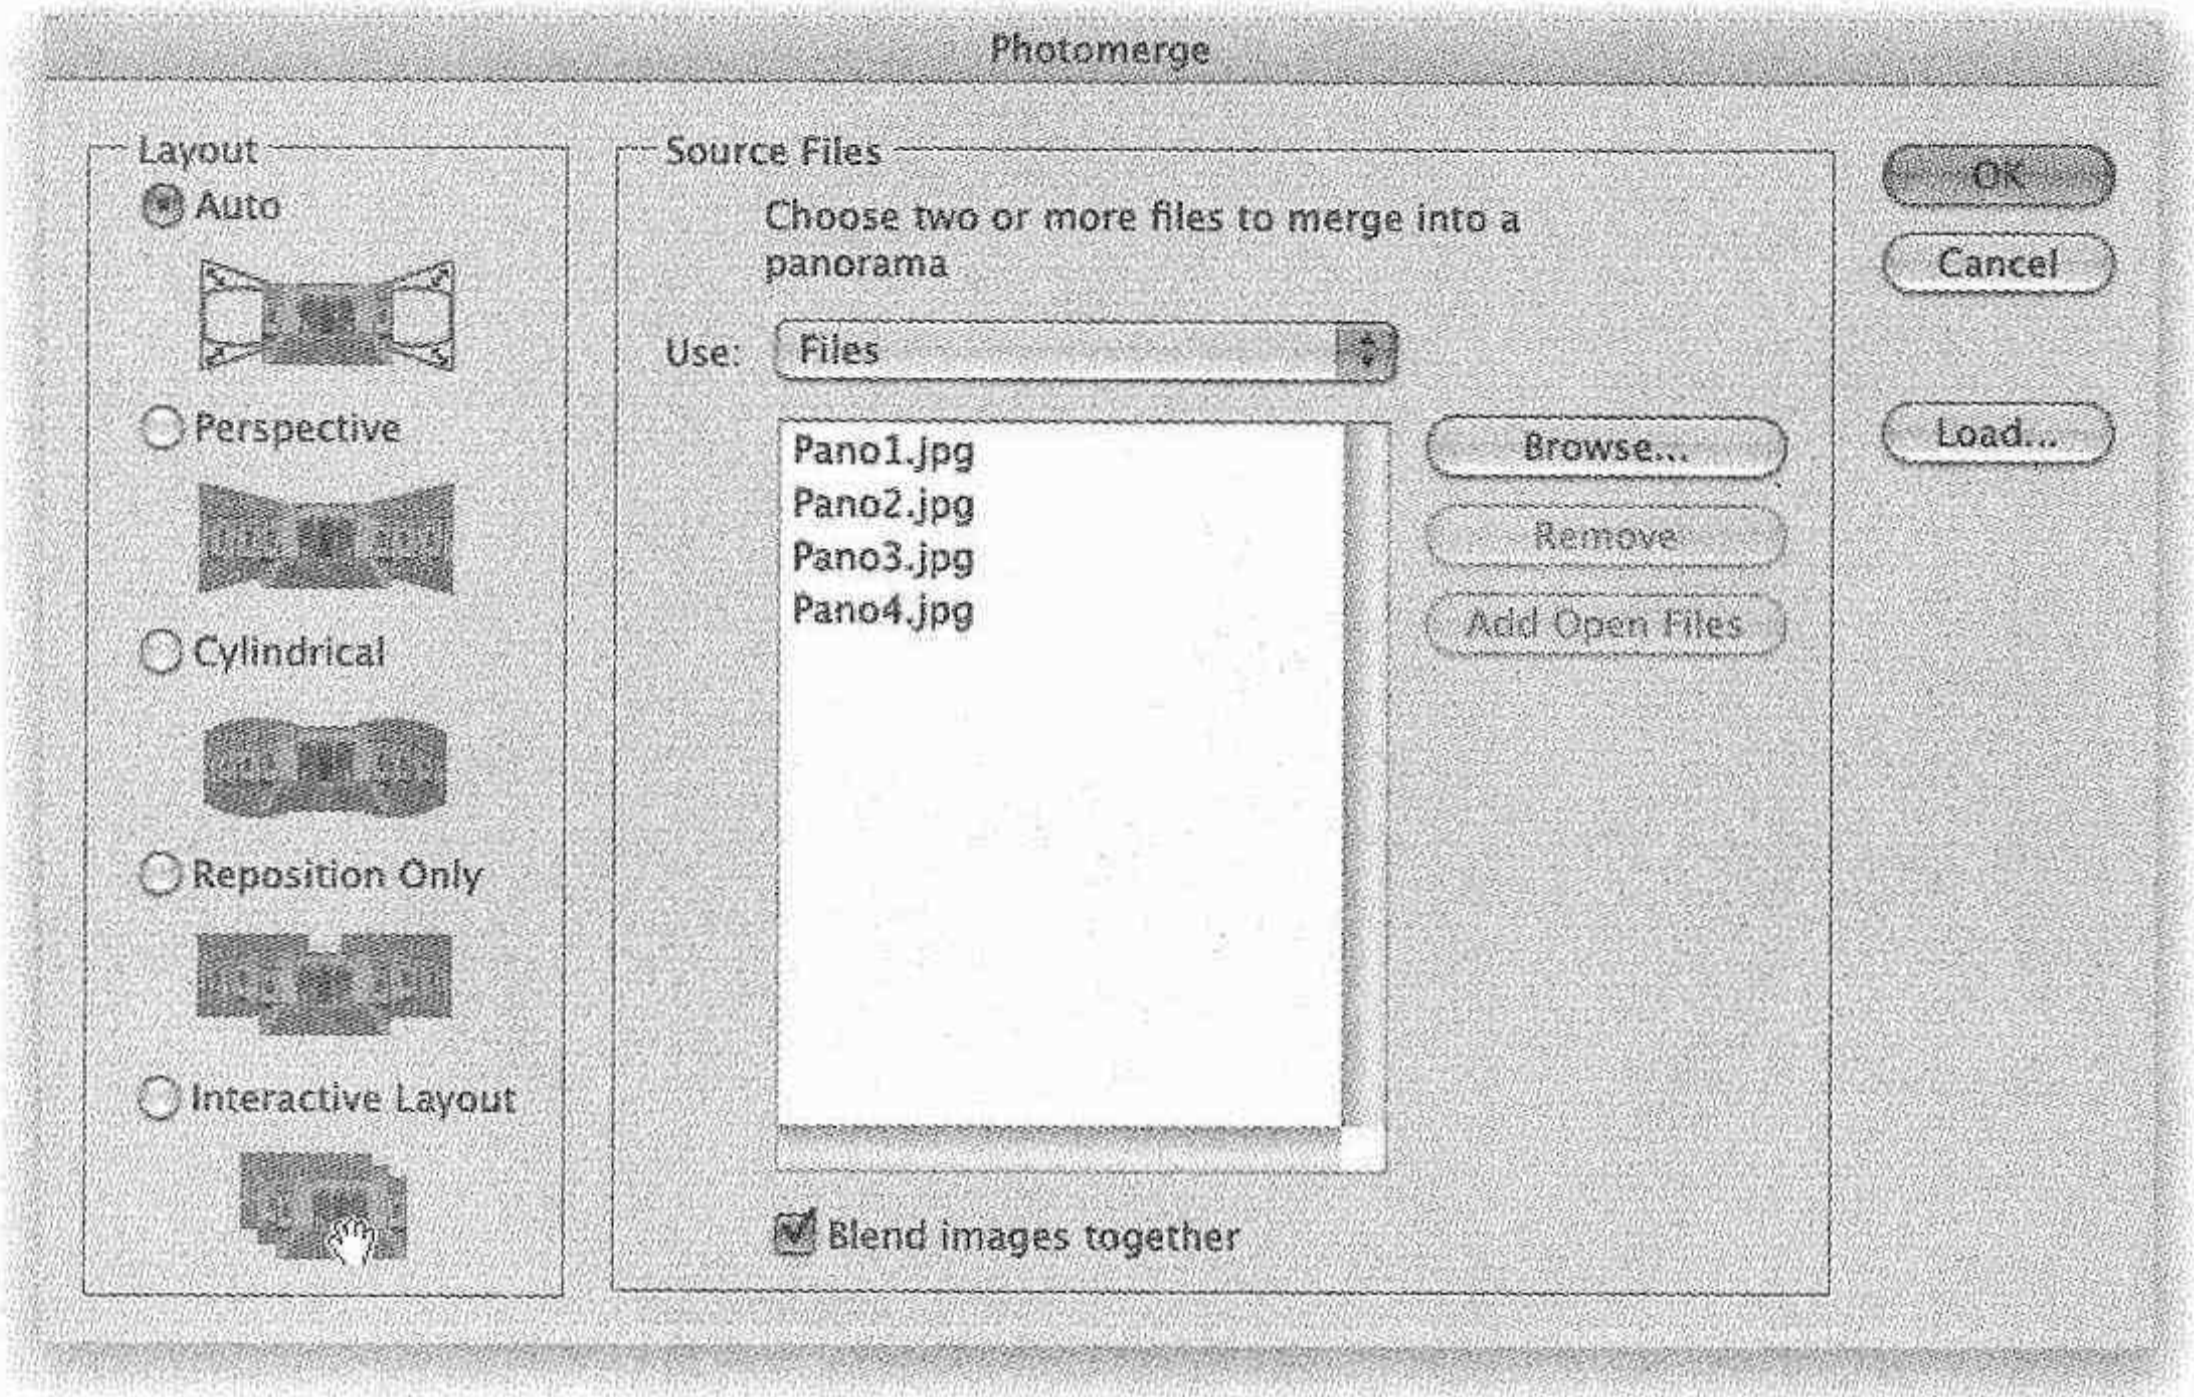 Photomerge
Layout
Auto
Perspective
Cylindrical
Reposition Only
Interactive Layout
Source Files
Choose two or more files to merge into a
panorama
Use: Files
Pano1.jpg
Pano2.jpg
Pano3.jpg
Pano4.jpg
Browse...
Remove
Add Open Files
Blend images together
OK
Cancel
Load...